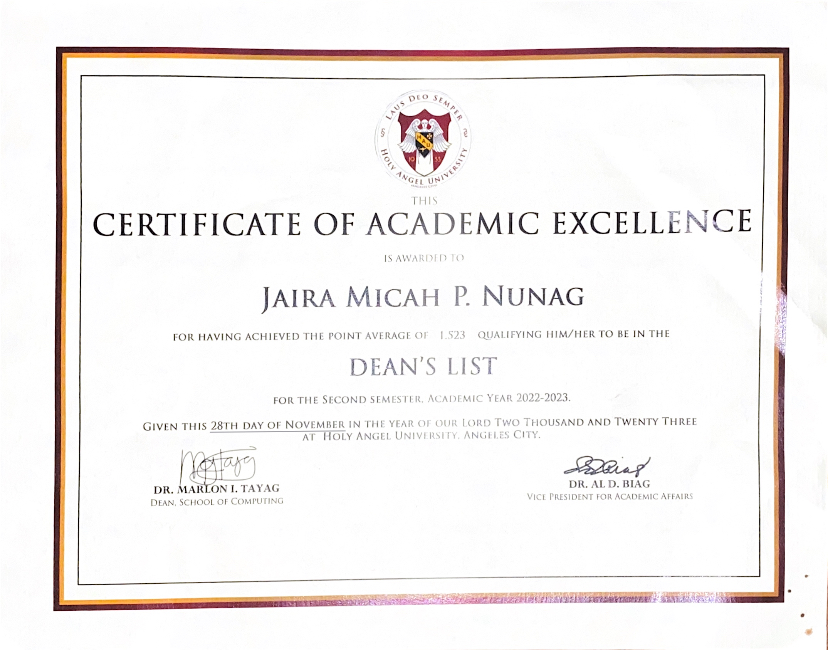 LAUS DEO SEMPER
HOLY ANGEL UNIVERSITY
19 33
THIS
CERTIFICATE OF ACADEMIC EXCELLENCE
IS AWARDED TO
JAIRA MICAH P. NUNAG
FOR HAVING ACHIEVED THE POINT AVERAGE OF 1.523 QUALIFYING HIM/HER TO BE IN THE
DEAN'S LIST
FOR THE SECOND SEMESTER, ACADEMIC YEAR 2022-2023.
GIVEN THIS 28TH DAY OF NOVEMBER IN THE YEAR OF OUR LORD TWO THOUSAND AND TWENTY THREE
AT HOLY ANGEL UNIVERSITY, ANGELES CITY.
DR. MARLON I. TAYAG
DEAN, SCHOOL OF COMPUTING
DR. AL D. BIAG
VICE PRESIDENT FOR ACADEMIC AFFAIRS